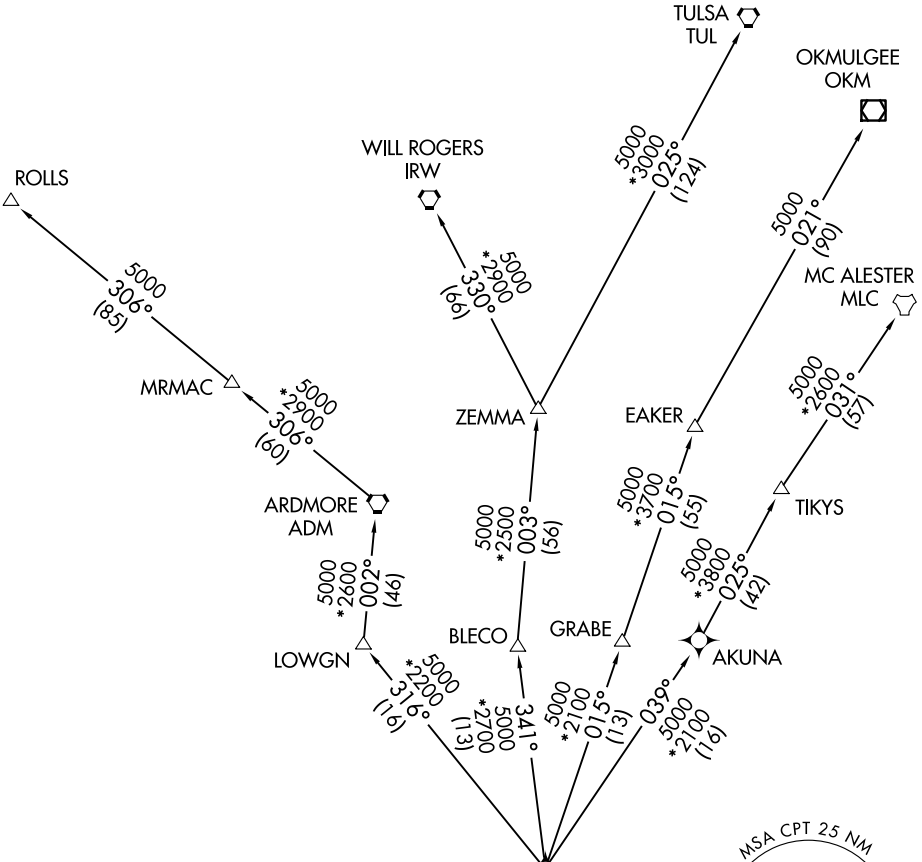 TULSA
TUL
OKMULGEE
OKM
WILL ROGERS
IRW
5000
*3000
025°
(124)
ROLLS
5000
021°
(90)
5000
*2900
330°
(66)
MC ALESTER
MLC
5000
306°
(85)
MRMAC
5000
*2900
306°
(60)
ZEMMA
EAKER
5000
*2600
031°
(57)
ARDMORE
ADM
5000
*2500
003°
(56)
5000
*3700
015°
(55)
TIKYS
5000
*2600
002°
(46)
5000
*3800
025°
(42)
LOWGN
BLECO
GRABE
AKUNA
5000
*2200
316°
(16)
341°
5000
*2700
(13)
5000
*2100
015°
(13)
039°
5000
*2100
(16)
MSA CPT 25 NM